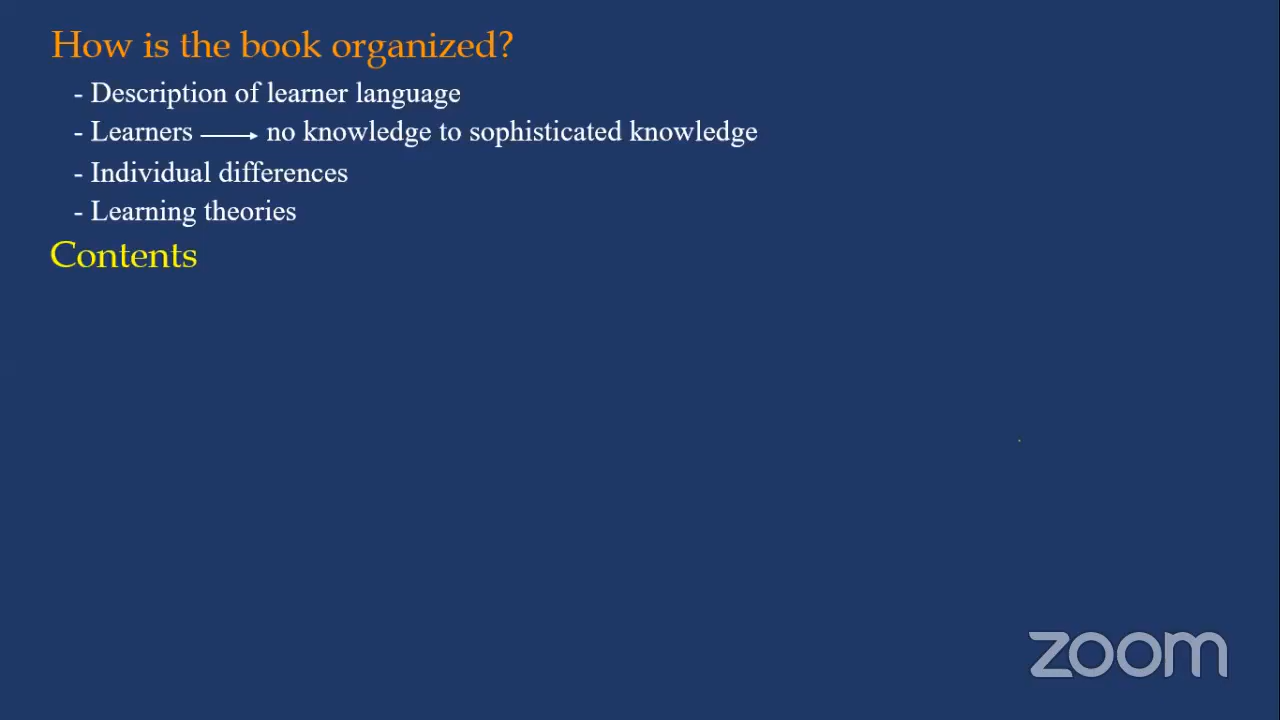 How is the book organized?
- Description of learner language
- Learners → no knowledge to sophisticated knowledge
- Individual differences
- Learning theories
Contents
zoom